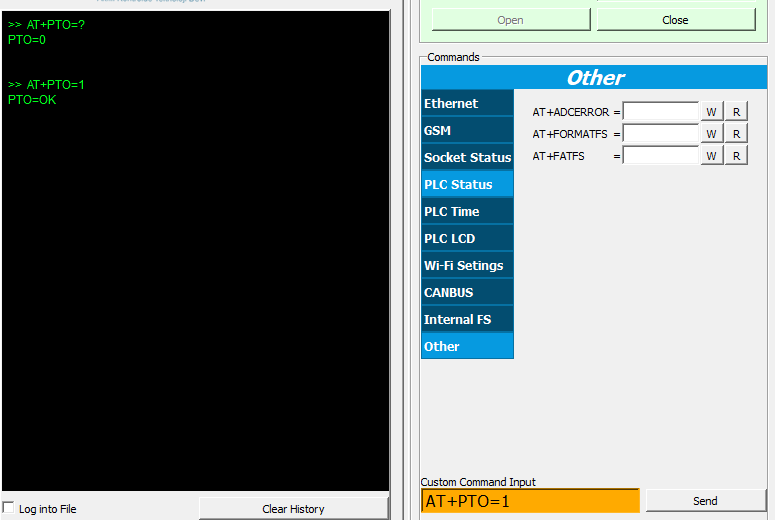 >> AT+PTO=?
PTO=0
>> AT+PTO=1
PTO=OK
Log into File
Clear History
Open
Close
Commands
Other
Ethernet
GSM
Socket Status
PLC Status
PLC Time
PLC LCD
Wi-Fi Setings
CANBUS
Internal FS
Other
AT+ADCERROR = W R
AT+FORMATFS = W R
AT+FATFS = W R
Custom Command Input
AT+PTO=1
Send